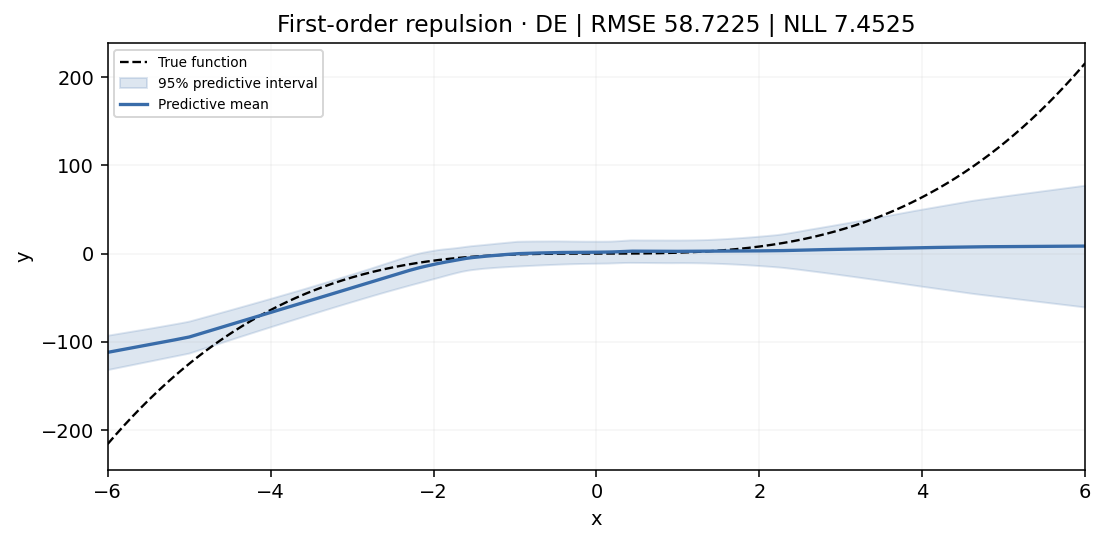 First-order repulsion · DE | RMSE 58.7225 | NLL 7.4525
True function
95% predictive interval
Predictive mean
200
100
0
−100
−200
y
−6 −4 −2 0 2 4 6
x